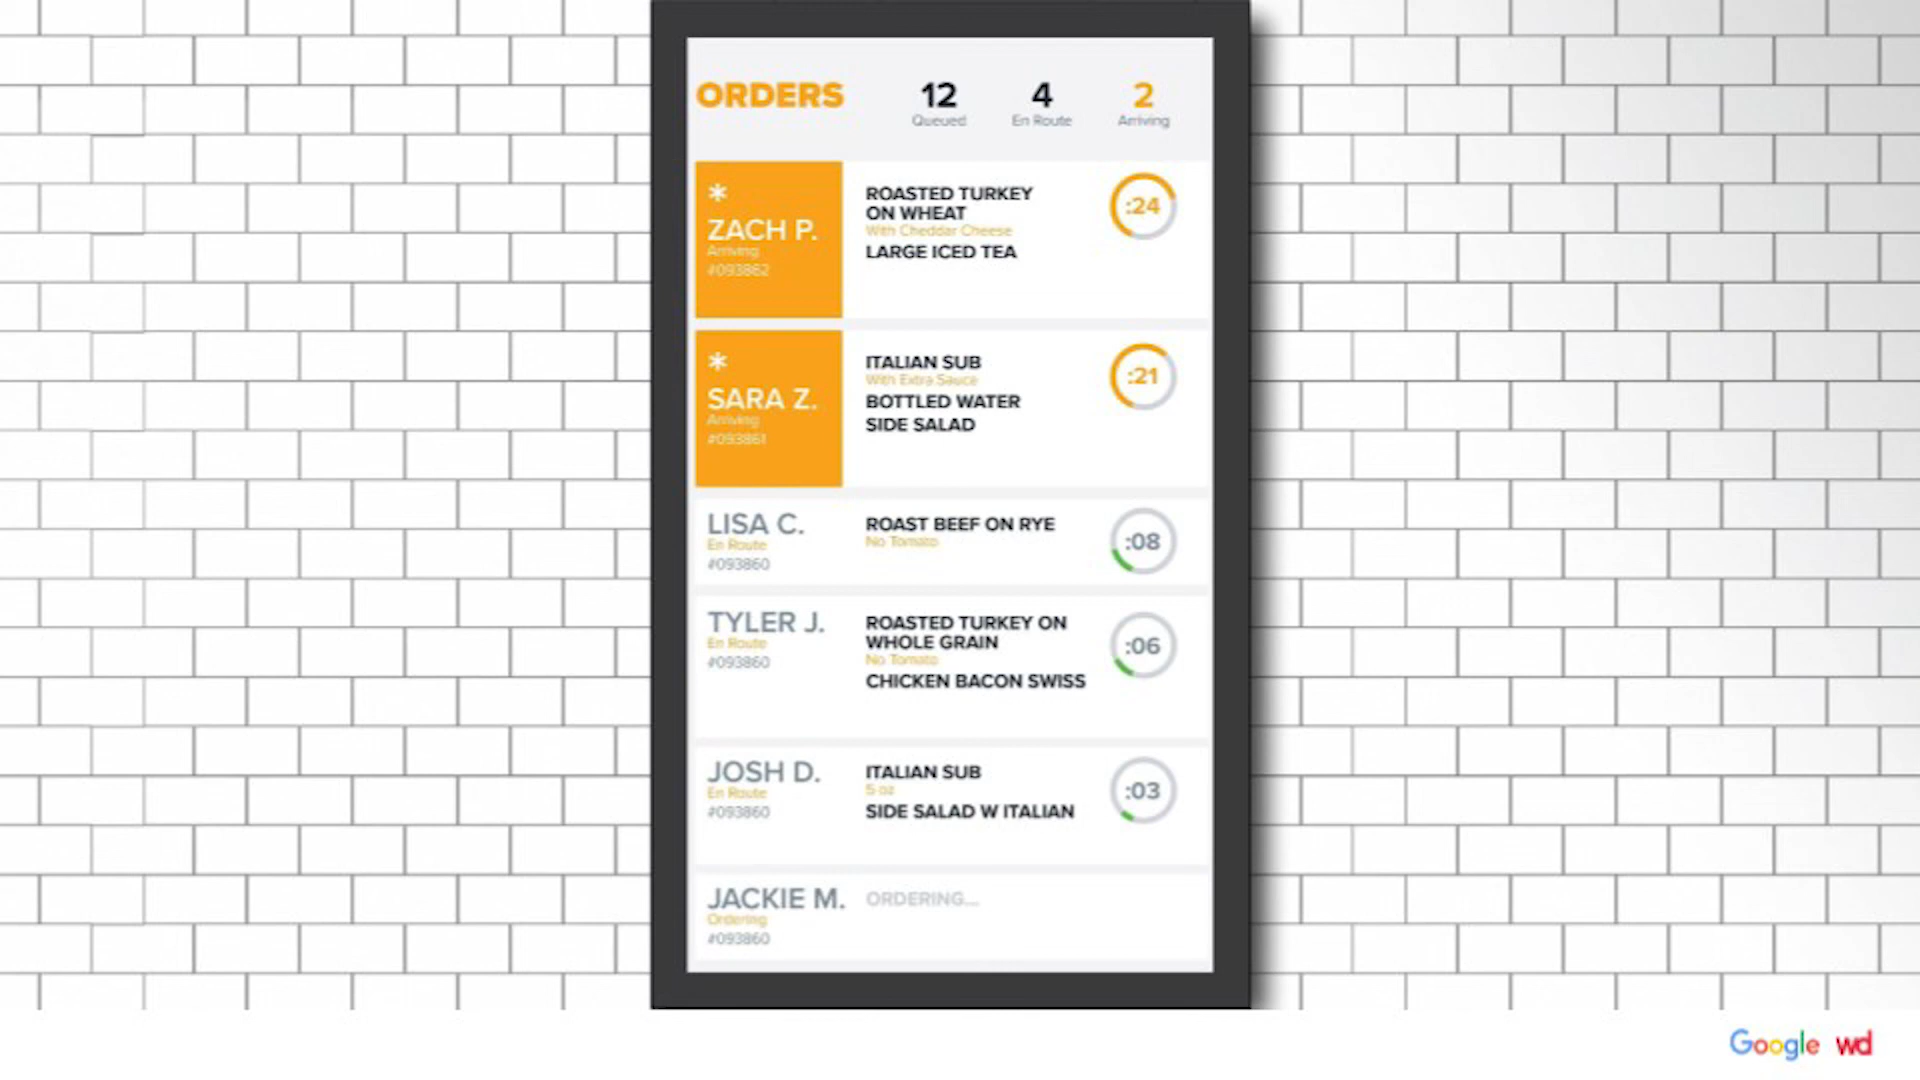 ORDERS
12
Queued
4
En Route
2
Arriving
*
ZACH P.
Arriving
#093862
ROASTED TURKEY
ON WHEAT
With Cheddar Cheese
LARGE ICED TEA
:24
*
SARA Z.
Arriving
#093861
ITALIAN SUB
With Extra Sauce
BOTTLED WATER
SIDE SALAD
:21
LISA C.
En Route
#093860
ROAST BEEF ON RYE
No Tomato
:08
TYLER J.
En Route
#093860
ROASTED TURKEY ON
WHOLE GRAIN
No Tomato
CHICKEN BACON SWISS
:06
JOSH D.
En Route
#093860
ITALIAN SUB
5 oz
SIDE SALAD W ITALIAN
:03
JACKIE M.
Ordering
#093860
ORDERING...
Google wd